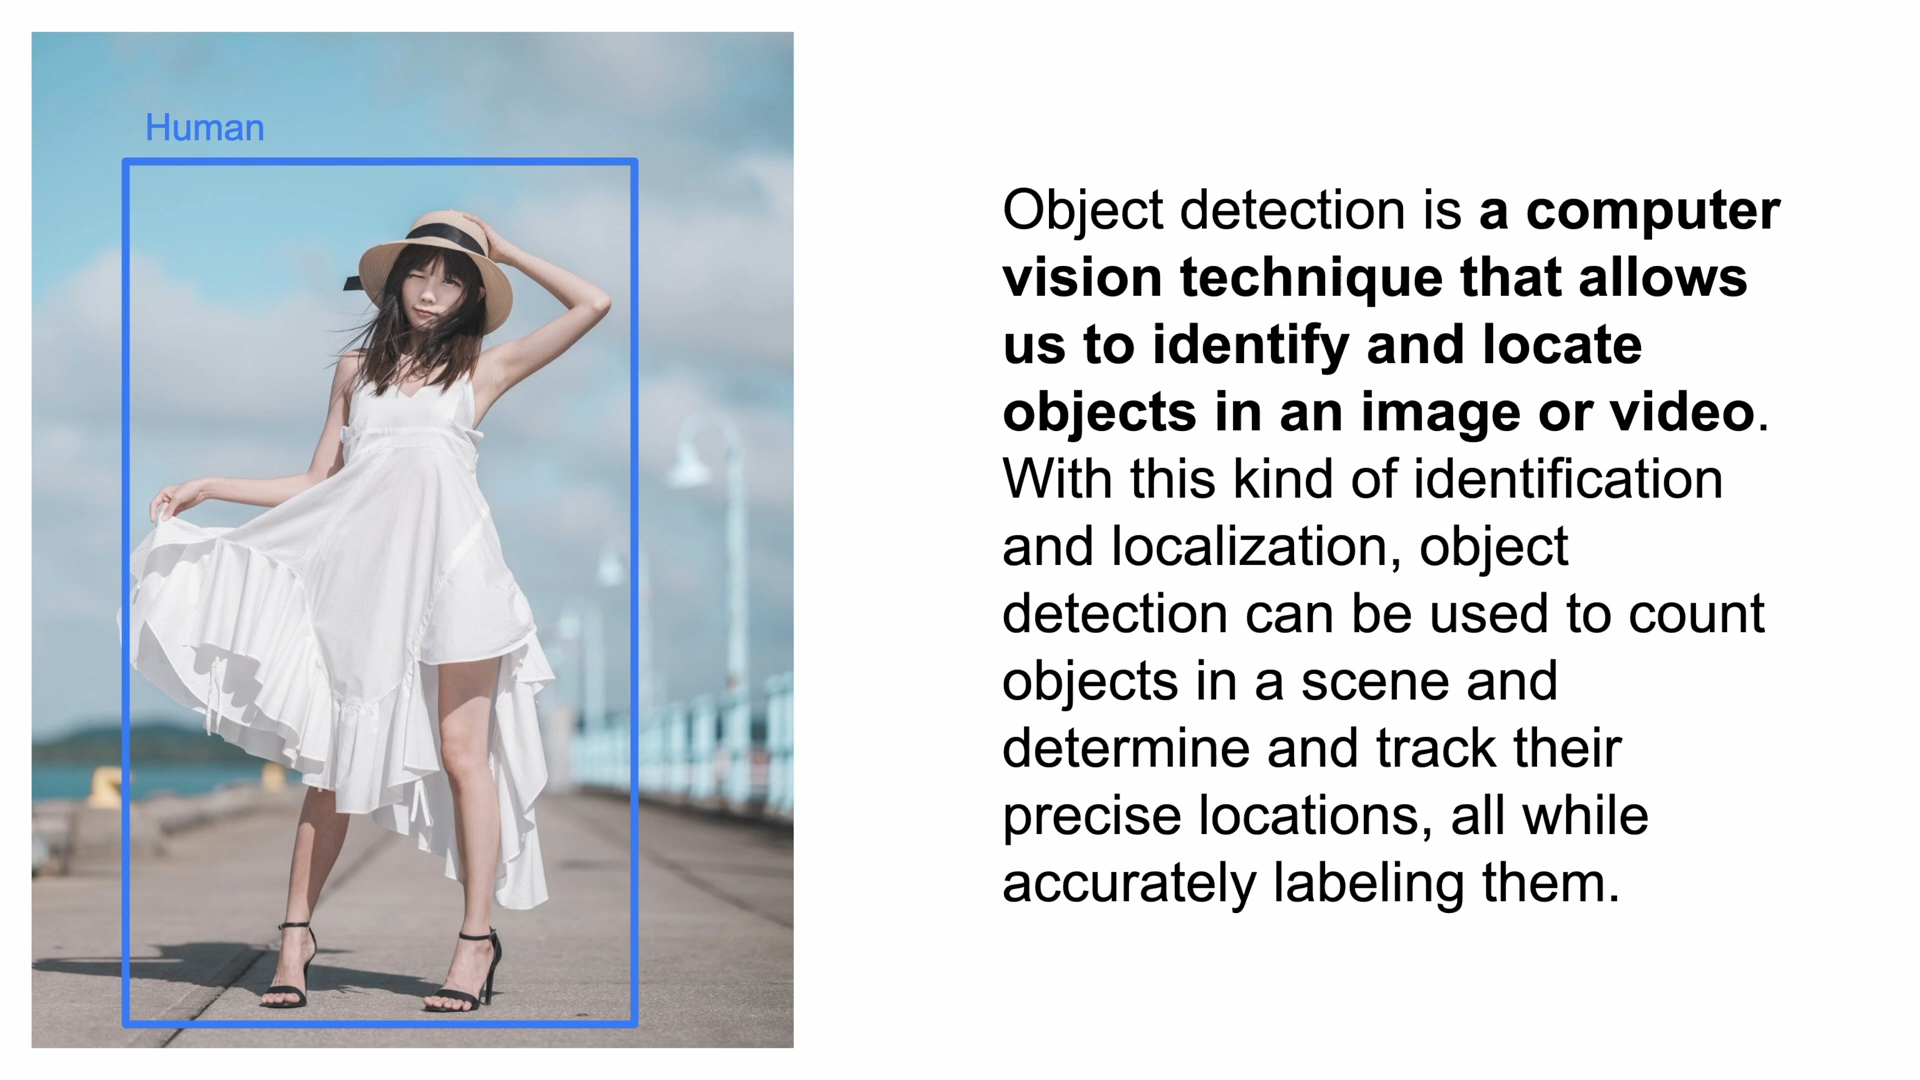 Human
Object detection is a computer
vision technique that allows
us to identify and locate
objects in an image or video.
With this kind of identification
and localization, object
detection can be used to count
objects in a scene and
determine and track their
precise locations, all while
accurately labeling them.